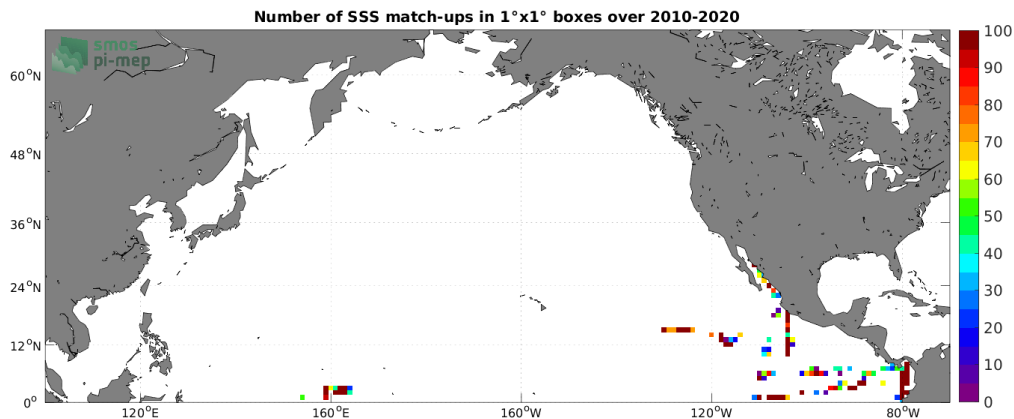 Number of SSS match-ups in 1°x1° boxes over 2010-2020
smos
pi-mep
60°N
48°N
36°N
24°N
12°N
0°
120°E
160°E
160°W
120°W
80°W
100
90
80
70
60
50
40
30
20
10
0